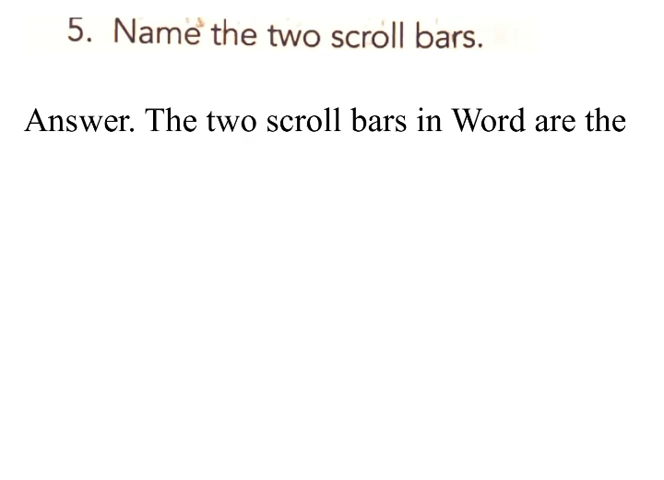 5. Name the two scroll bars.
Answer. The two scroll bars in Word are the